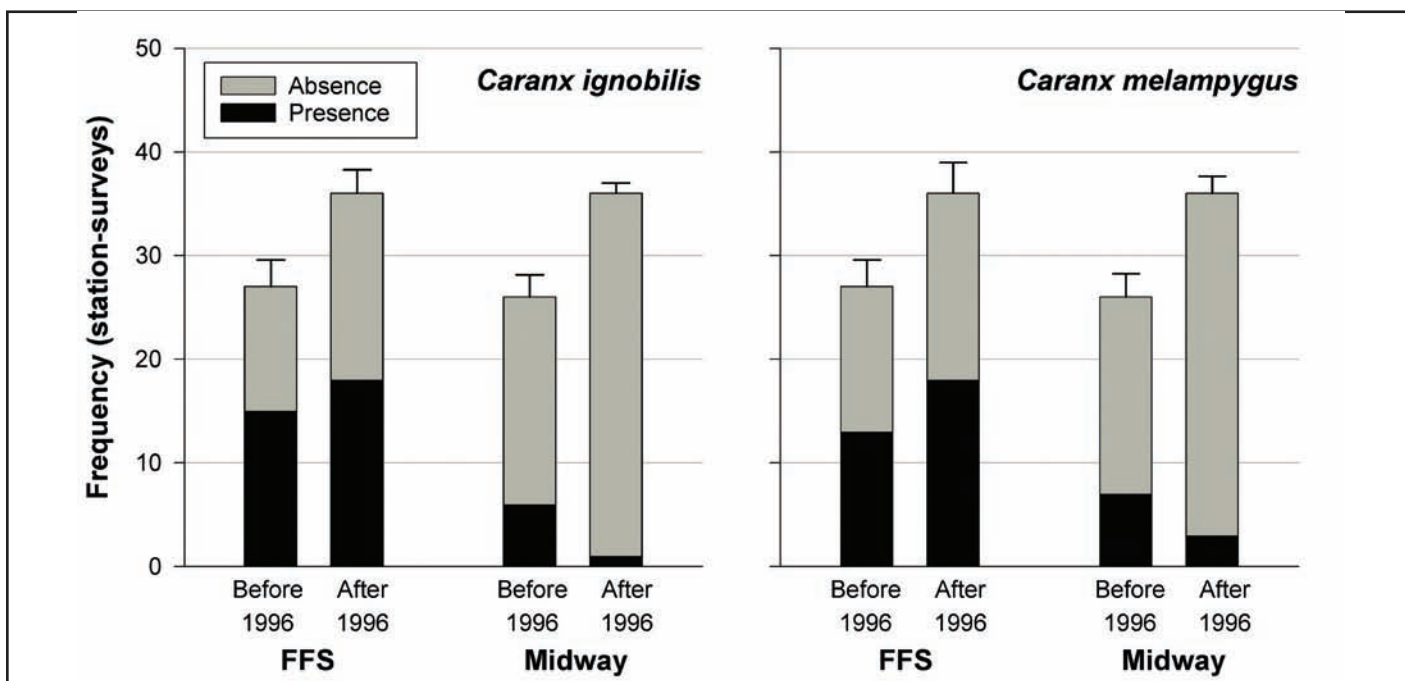 50
40
30
20
10
0
Frequency (station-surveys)
Absence
Presence
Caranx ignobilis
Before After Before After
1996 1996 1996 1996
FFS Midway
Caranx melampygus
Before After Before After
1996 1996 1996 1996
FFS Midway